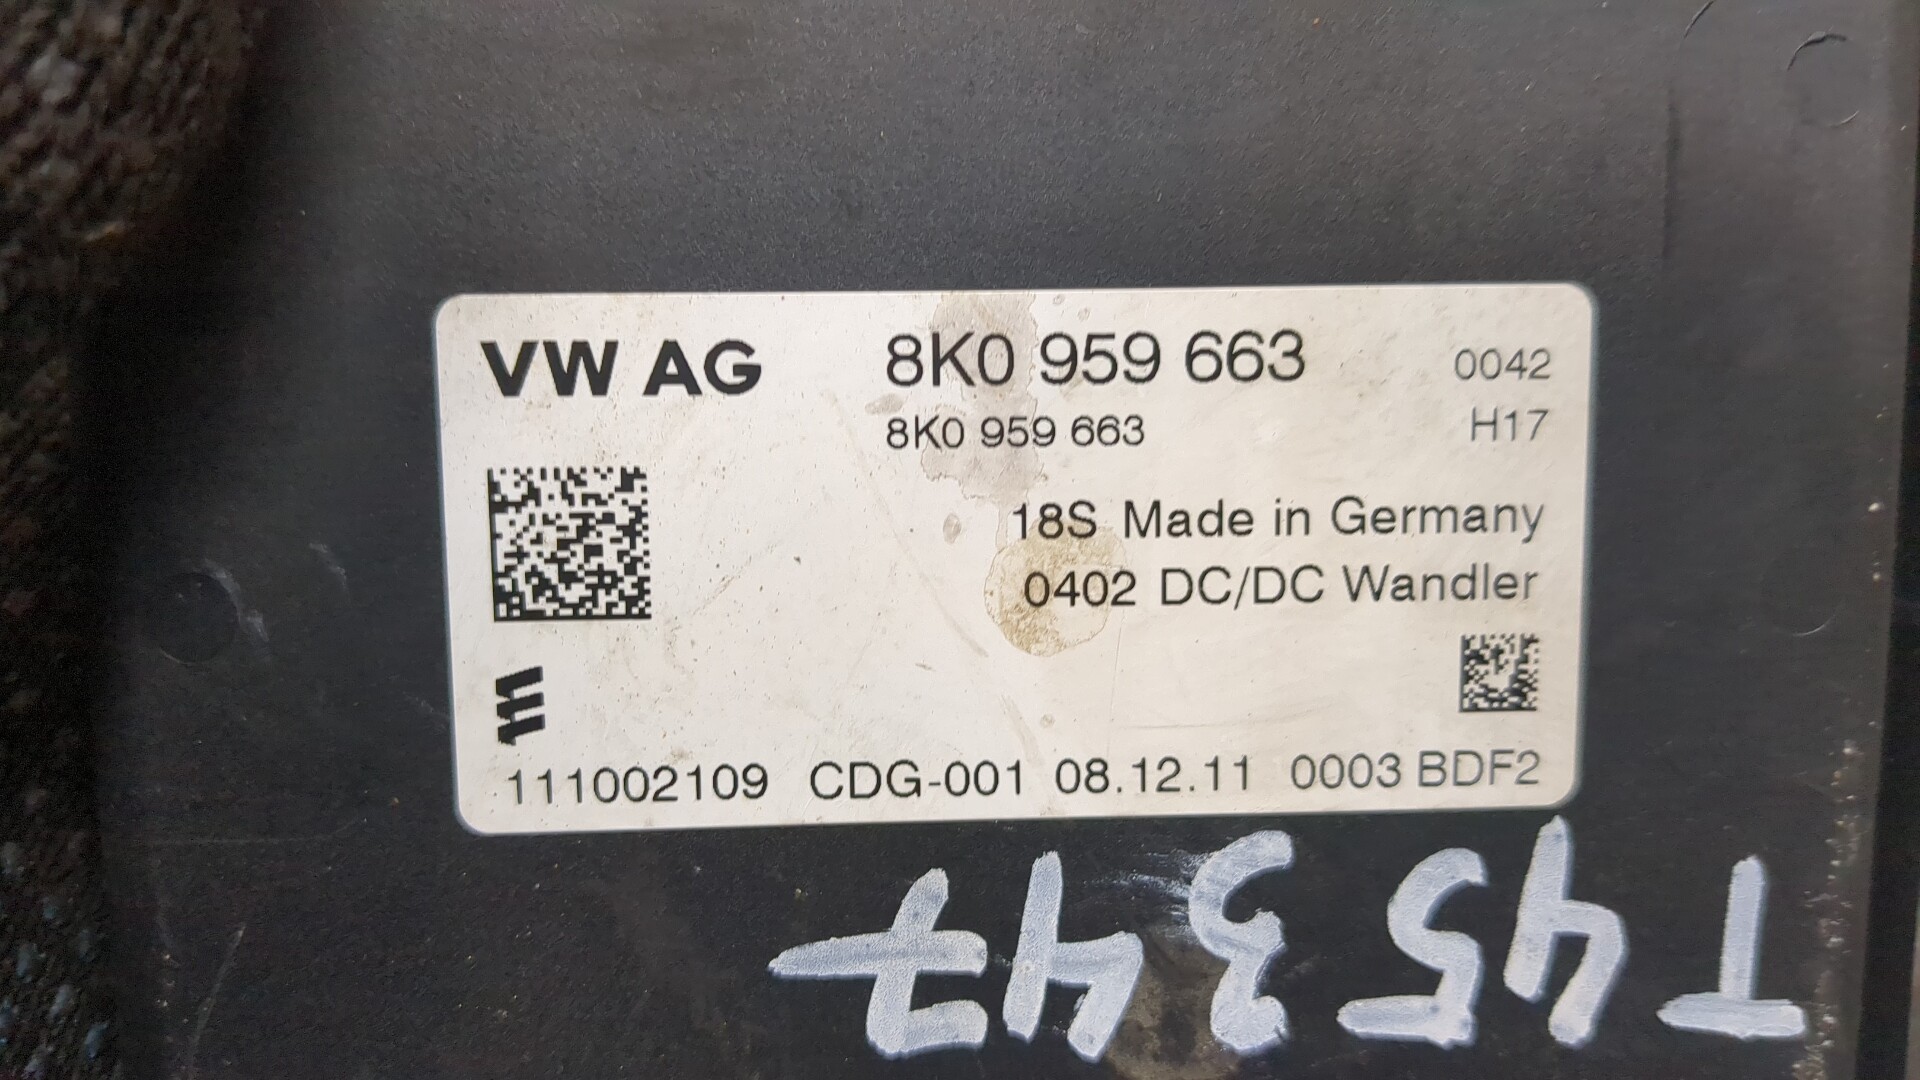 VW AG 8K0 959 663 0042
8K0 959 663 H17
18S Made in Germany
0402 DC/DC Wandler
111002109 CDG-001 08.12.11 0003 BDF2
T45347